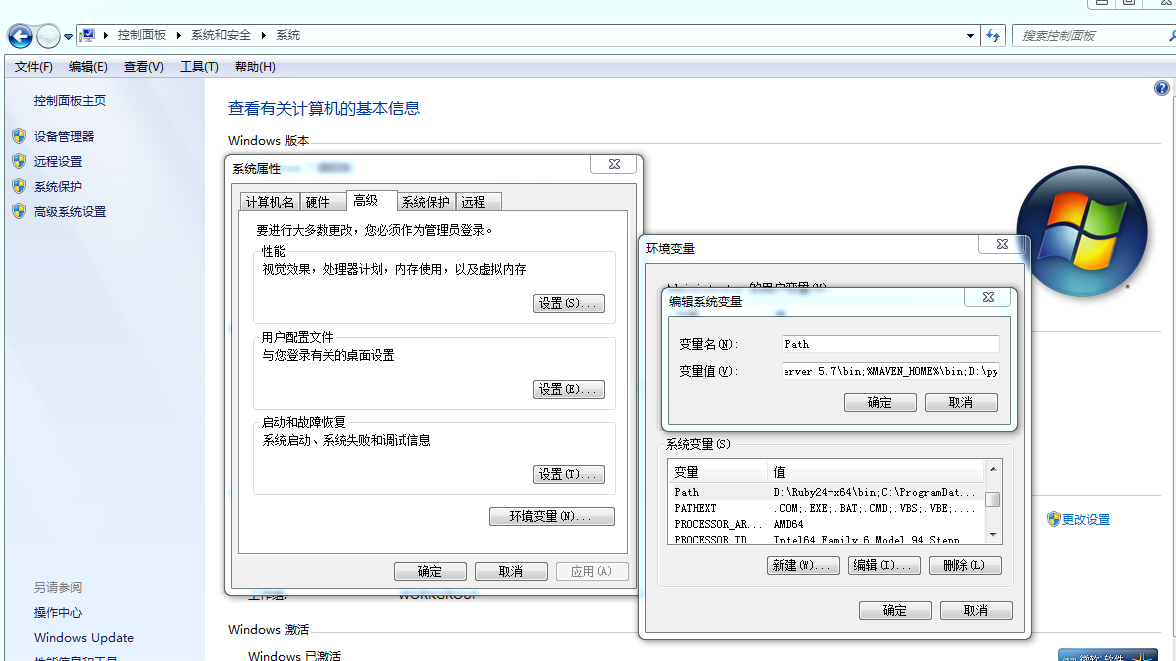 控制面板 ▸ 系统和安全 ▸ 系统
搜索控制面板
文件(F) 编辑(E) 查看(V) 工具(T) 帮助(H)
控制面板主页
设备管理器
远程设置
系统保护
高级系统设置
另请参阅
操作中心
Windows Update
性能信息和工具
查看有关计算机的基本信息
Windows 版本
系统属性
计算机名 硬件 高级 系统保护 远程
要进行大多数更改，您必须作为管理员登录。
性能
视觉效果，处理器计划，内存使用，以及虚拟内存
设置(S)...
用户配置文件
与您登录有关的桌面设置
设置(E)...
启动和故障恢复
系统启动、系统失败和调试信息
设置(T)...
环境变量(N)...
确定 取消 应用(A)
工作组: WORKGROUP
Windows 激活
Windows 已激活
环境变量
的用户变量(U)
编辑系统变量
变量名(N): Path
变量值(V): erver 5.7\bin;%MAVEN_HOME%\bin;D:\py
确定 取消
系统变量(S)
变量 值
Path D:\Ruby24-x64\bin;C:\ProgramDat...
PATHEXT .COM;.EXE;.BAT;.CMD;.VBS;.VBE;....
PROCESSOR_AR... AMD64
PROCESSOR_ID Intel64 Family 6 Model 94 Stepp
新建(W)... 编辑(I)... 删除(L)
确定 取消
更改设置